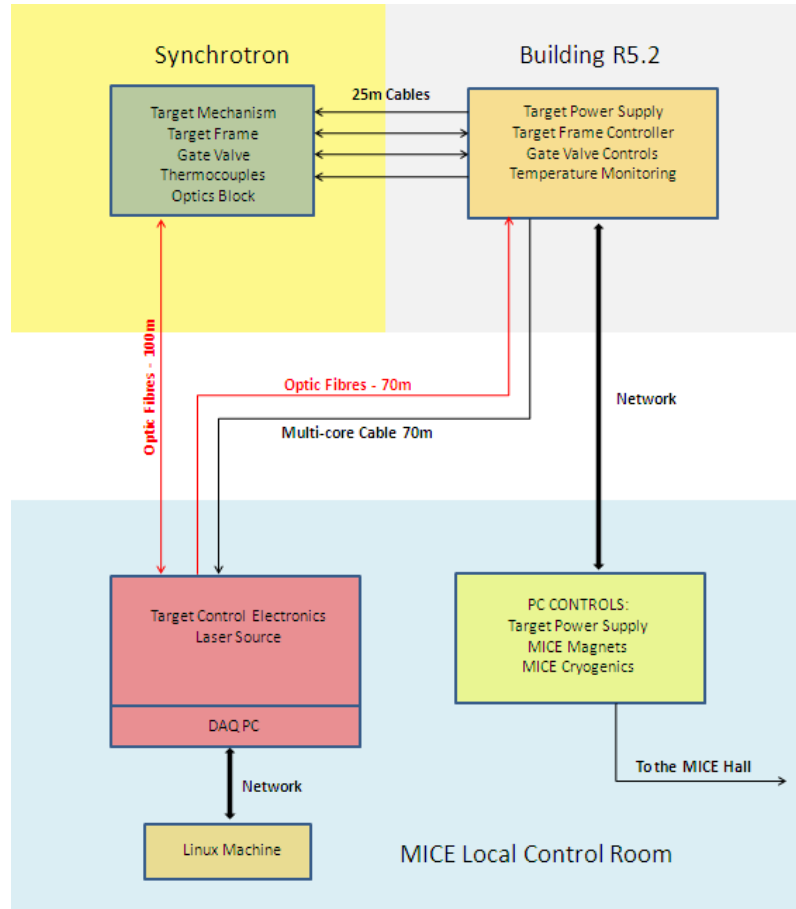 Synchrotron
Building R5.2
25m Cables
Target Mechanism
Target Frame
Gate Valve
Thermocouples
Optics Block
Target Power Supply
Target Frame Controller
Gate Valve Controls
Temperature Monitoring
Optic Fibres - 100m
Optic Fibres - 70m
Multi-core Cable 70m
Network
Target Control Electronics
Laser Source
DAQ PC
PC CONTROLS:
Target Power Supply
MICE Magnets
MICE Cryogenics
To the MICE Hall
Network
Linux Machine
MICE Local Control Room